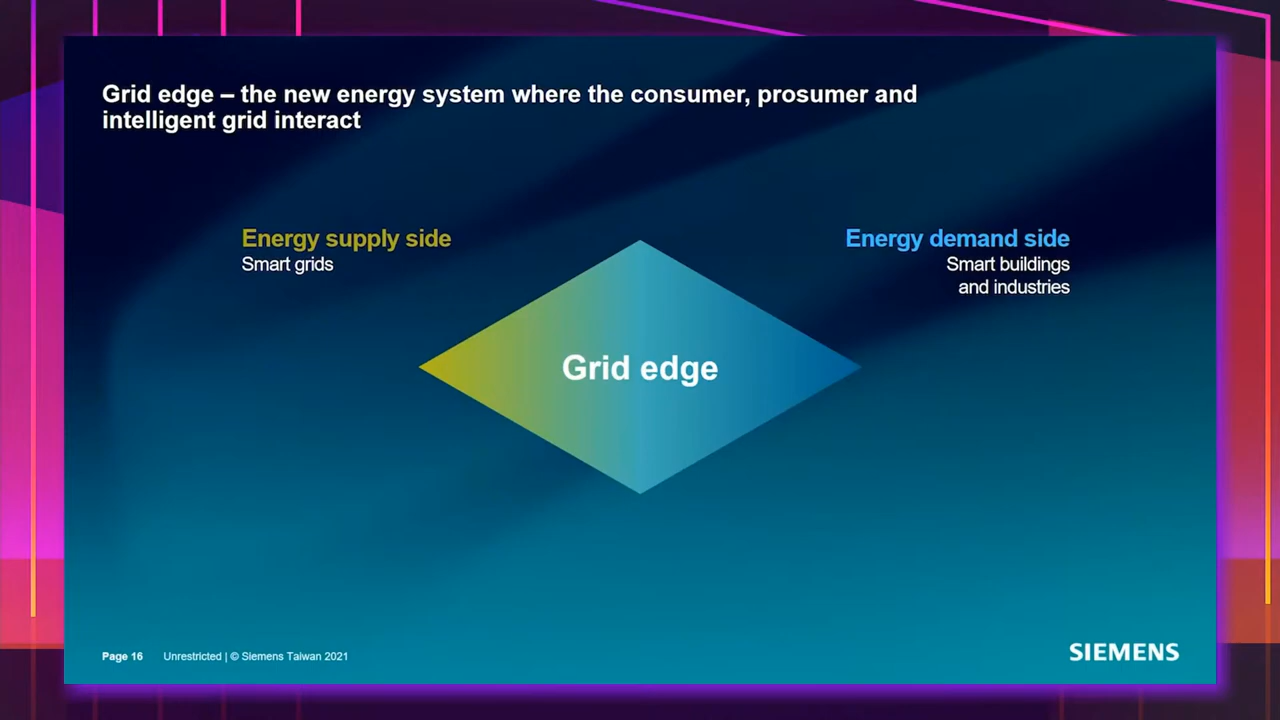 Grid edge – the new energy system where the consumer, prosumer and
intelligent grid interact
Energy supply side
Smart grids
Energy demand side
Smart buildings
and industries
Grid edge
Page 16
Unrestricted | © Siemens Taiwan 2021
SIEMENS